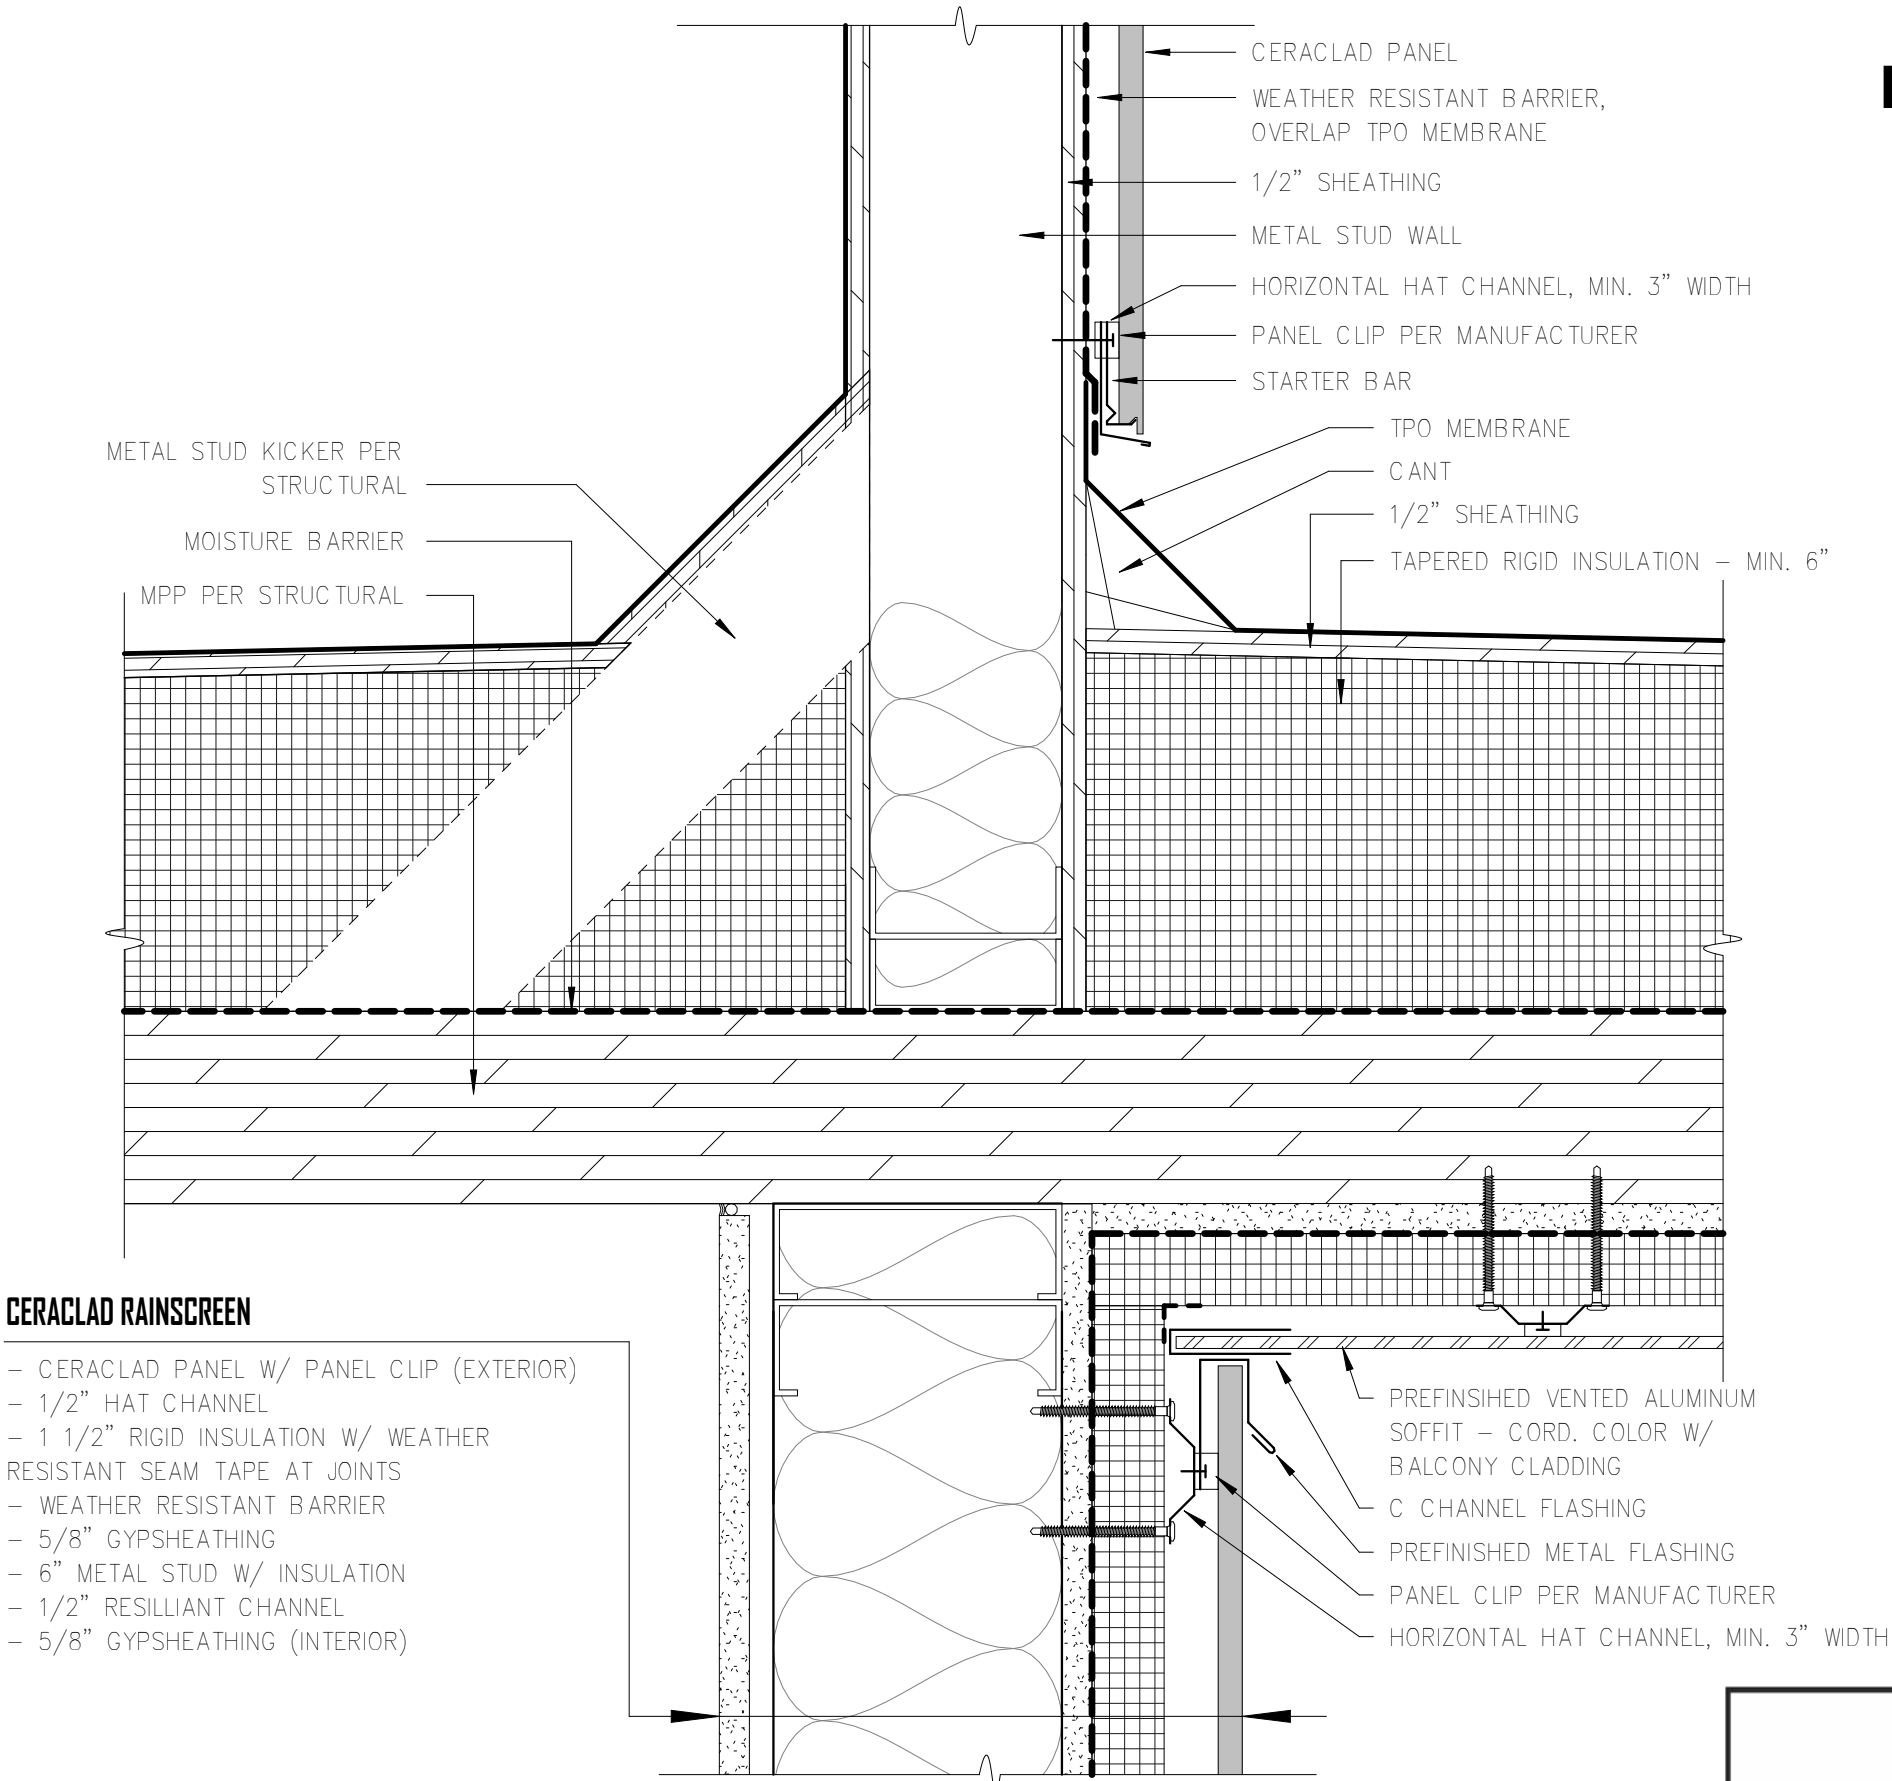 CERACLAD PANEL
WEATHER RESISTANT BARRIER,
OVERLAP TPO MEMBRANE
1/2" SHEATHING
METAL STUD WALL
HORIZONTAL HAT CHANNEL, MIN. 3" WIDTH
PANEL CLIP PER MANUFACTURER
STARTER BAR
TPO MEMBRANE
CANT
1/2" SHEATHING
TAPERED RIGID INSULATION – MIN. 6"
METAL STUD KICKER PER
STRUCTURAL
MOISTURE BARRIER
MPP PER STRUCTURAL
CERACLAD RAINSCREEN
– CERACLAD PANEL W/ PANEL CLIP (EXTERIOR)
– 1/2" HAT CHANNEL
– 1 1/2" RIGID INSULATION W/ WEATHER
RESISTANT SEAM TAPE AT JOINTS
– WEATHER RESISTANT BARRIER
– 5/8" GYPSHEATHING
– 6" METAL STUD W/ INSULATION
– 1/2" RESILLIANT CHANNEL
– 5/8" GYPSHEATHING (INTERIOR)
PREFINSIHED VENTED ALUMINUM
SOFFIT – CORD. COLOR W/
BALCONY CLADDING
C CHANNEL FLASHING
PREFINISHED METAL FLASHING
PANEL CLIP PER MANUFACTURER
HORIZONTAL HAT CHANNEL, MIN. 3" WIDTH